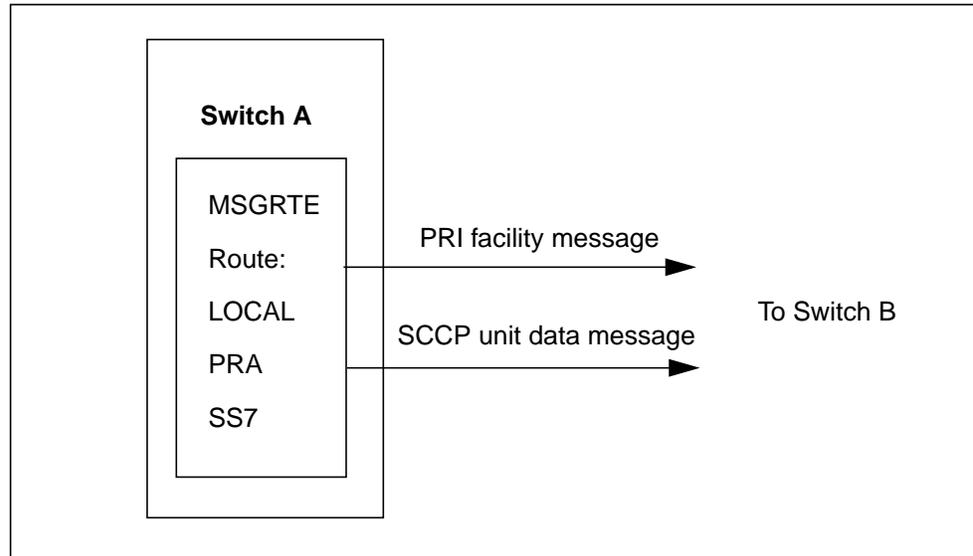 Switch A
MSGRTE
Route:
LOCAL
PRA
SS7
PRI facility message
SCCP unit data message
To Switch B